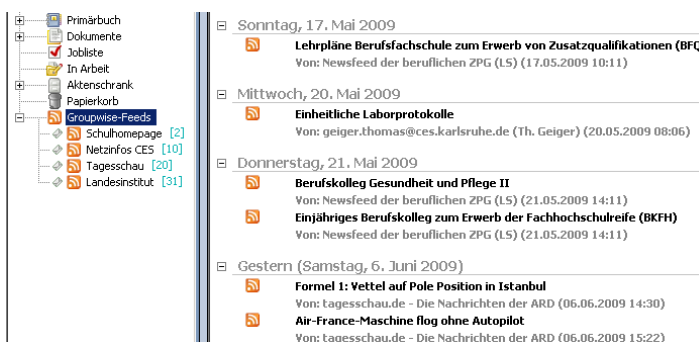 Primärbuch
Dokumente
Jobliste
In Arbeit
Aktenschrank
Papierkorb
Groupwise-Feeds
Schulhomepage [2]
Netzinfos CES [10]
Tagesschau [20]
Landesinstitut [31]
Sonntag, 17. Mai 2009
Lehrpläne Berufsfachschule zum Erwerb von Zusatzqualifikationen (BFQ
Von: Newsfeed der beruflichen ZPG (LS) (17.05.2009 10:11)
Mittwoch, 20. Mai 2009
Einheitliche Laborprotokolle
Von: geiger.thomas@ces.karlsruhe.de (Th. Geiger) (20.05.2009 08:06)
Donnerstag, 21. Mai 2009
Berufskolleg Gesundheit und Pflege II
Von: Newsfeed der beruflichen ZPG (LS) (21.05.2009 14:11)
Einjähriges Berufskolleg zum Erwerb der Fachhochschulreife (BKFH)
Von: Newsfeed der beruflichen ZPG (LS) (21.05.2009 14:11)
Gestern (Samstag, 6. Juni 2009)
Formel 1: Vettel auf Pole Position in Istanbul
Von: tagesschau.de - Die Nachrichten der ARD (06.06.2009 14:30)
Air-France-Maschine flog ohne Autopilot
Von: tagesschau.de - Die Nachrichten der ARD (06.06.2009 15:22)